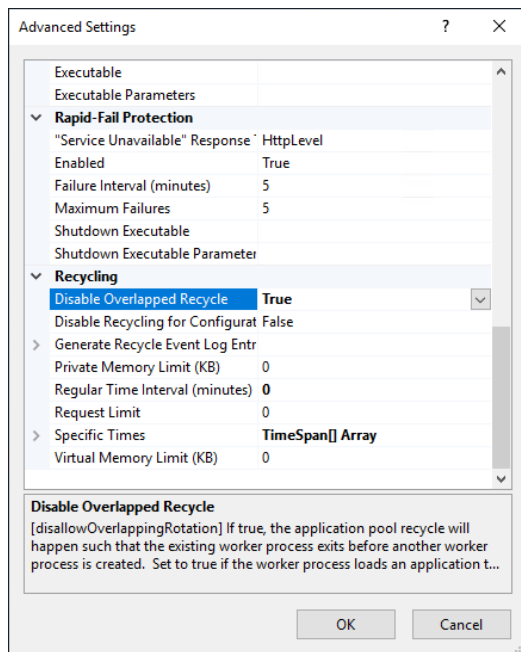 Advanced Settings ?
Executable
Executable Parameters
Rapid-Fail Protection
"Service Unavailable" Response T HttpLevel
Enabled True
Failure Interval (minutes) 5
Maximum Failures 5
Shutdown Executable
Shutdown Executable Parameter
Recycling
Disable Overlapped Recycle True
Disable Recycling for Configurat False
Generate Recycle Event Log Entr
Private Memory Limit (KB) 0
Regular Time Interval (minutes) 0
Request Limit 0
Specific Times TimeSpan[] Array
Virtual Memory Limit (KB) 0
Disable Overlapped Recycle
[disallowOverlappingRotation] If true, the application pool recycle will
happen such that the existing worker process exits before another worker
process is created. Set to true if the worker process loads an application t...
OK Cancel